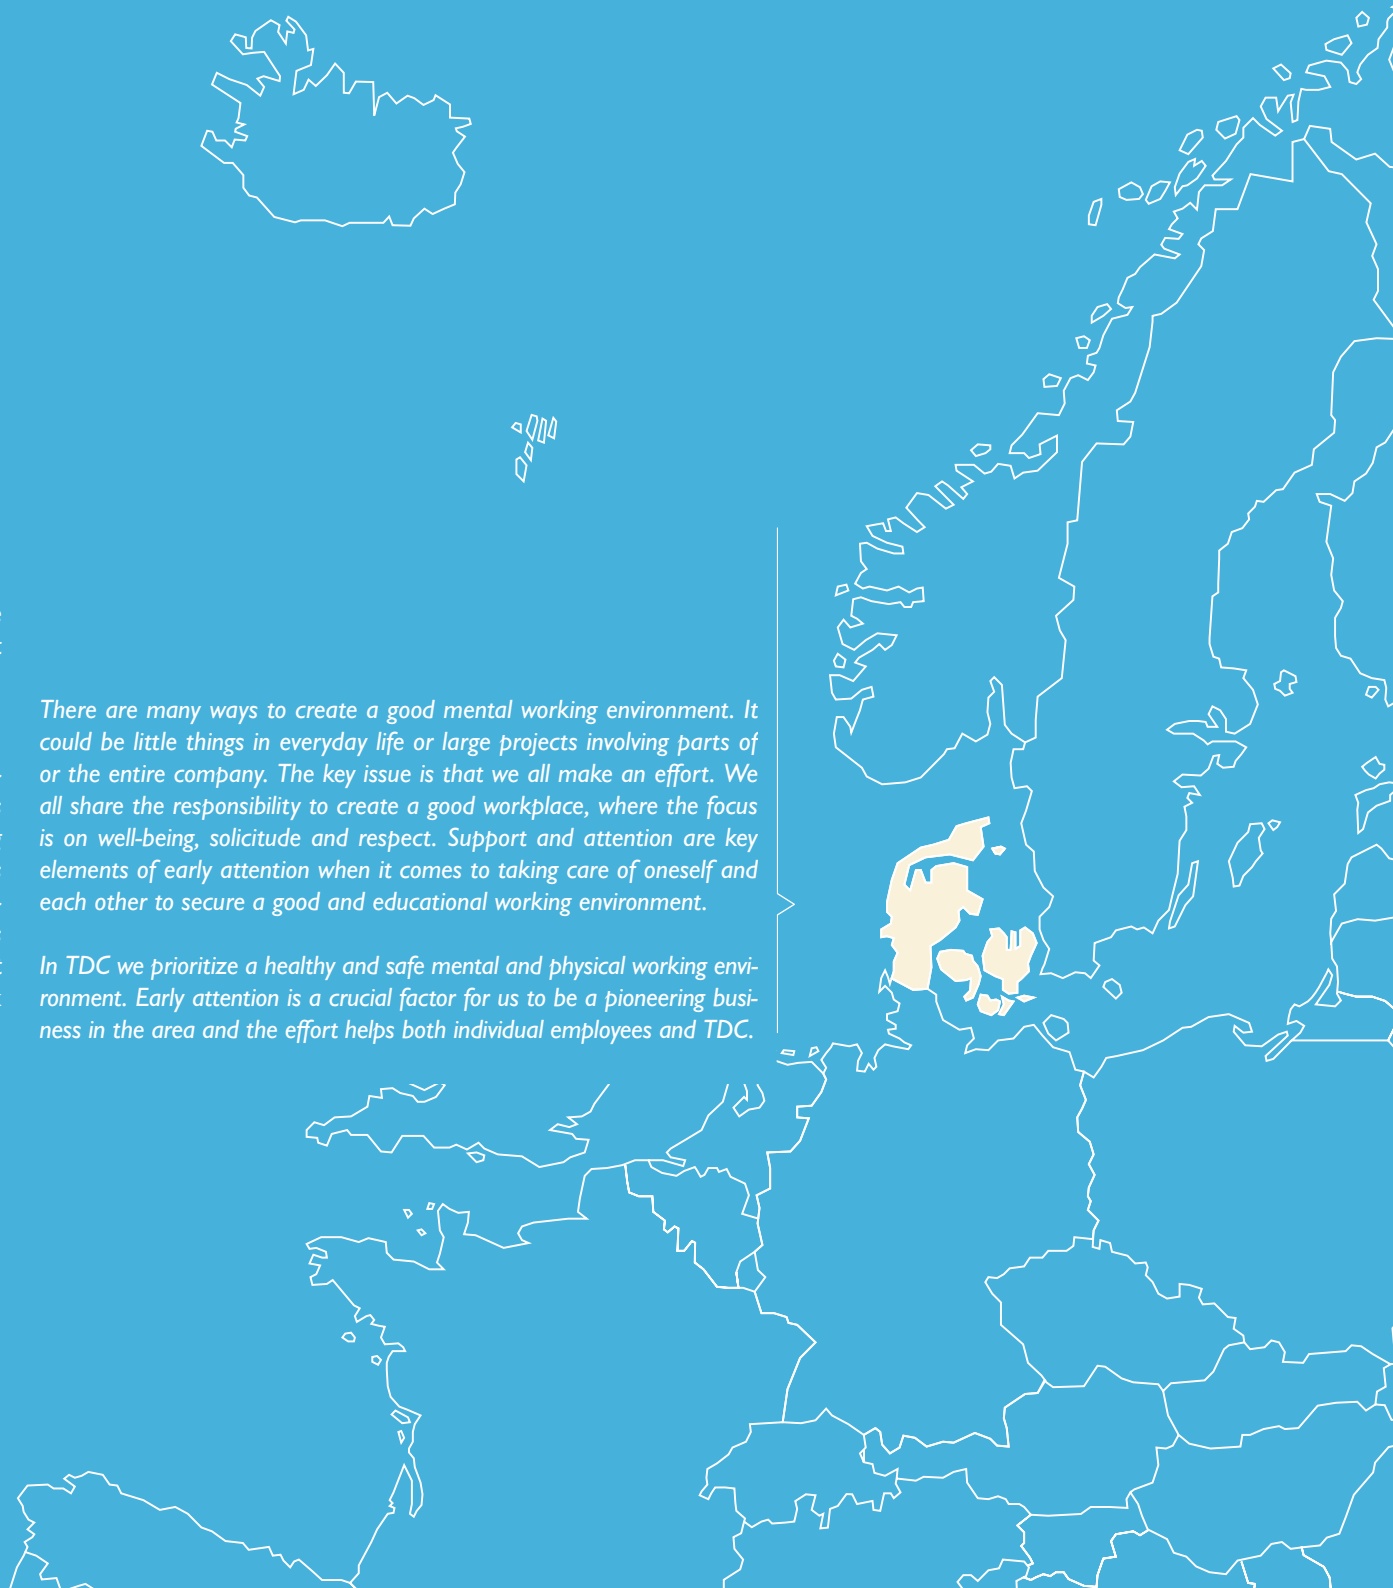 There are many ways to create a good mental working environment. It
could be little things in everyday life or large projects involving parts of
or the entire company. The key issue is that we all make an effort. We
all share the responsibility to create a good workplace, where the focus
is on well-being, solicitude and respect. Support and attention are key
elements of early attention when it comes to taking care of oneself and
each other to secure a good and educational working environment.
In TDC we prioritize a healthy and safe mental and physical working envi-
ronment. Early attention is a crucial factor for us to be a pioneering busi-
ness in the area and the effort helps both individual employees and TDC.